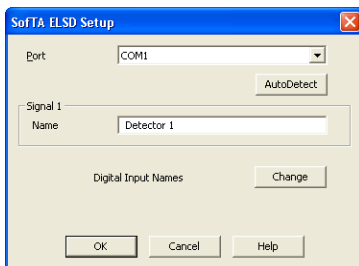 SofTA ELSD Setup
Port
COM1
AutoDetect
Signal 1
Name
Detector 1
Digital Input Names
Change
OK
Cancel
Help